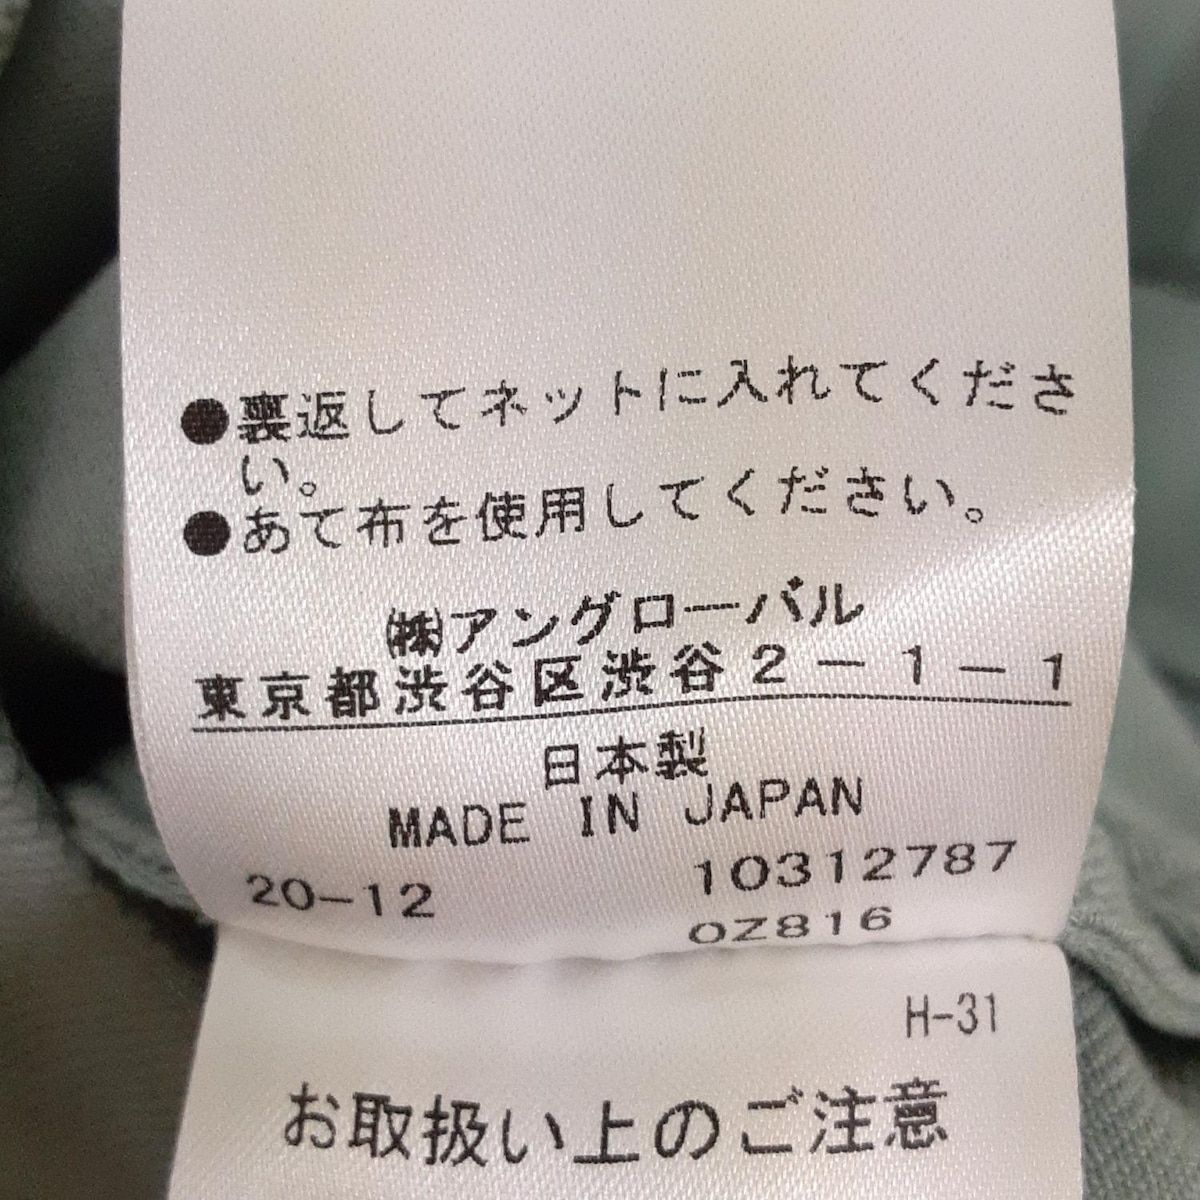 ●裏返してネットに入れてくださ
い。
●あて布を使用してください。
㈱アングローバル
東京都渋谷区渋谷2-1-1
日本製
MADE IN JAPAN
20-12 10312787
OZ816
H-31
お取扱い上のご注意